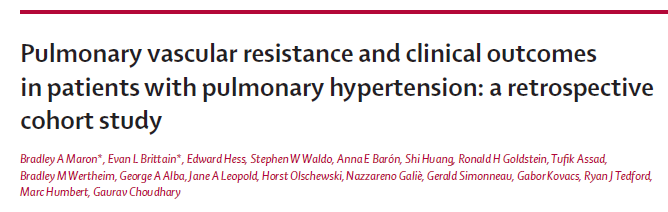 Pulmonary vascular resistance and clinical outcomes
in patients with pulmonary hypertension: a retrospective
cohort study
Bradley A Maron*, Evan L Brittain*, Edward Hess, Stephen W Waldo, Anna E Barón, Shi Huang, Ronald H Goldstein, Tufik Assad,
Bradley M Wertheim, George A Alba, Jane A Leopold, Horst Olschewski, Nazzareno Galiè, Gerald Simonneau, Gabor Kovacs, Ryan J Tedford,
Marc Humbert, Gaurav Choudhary